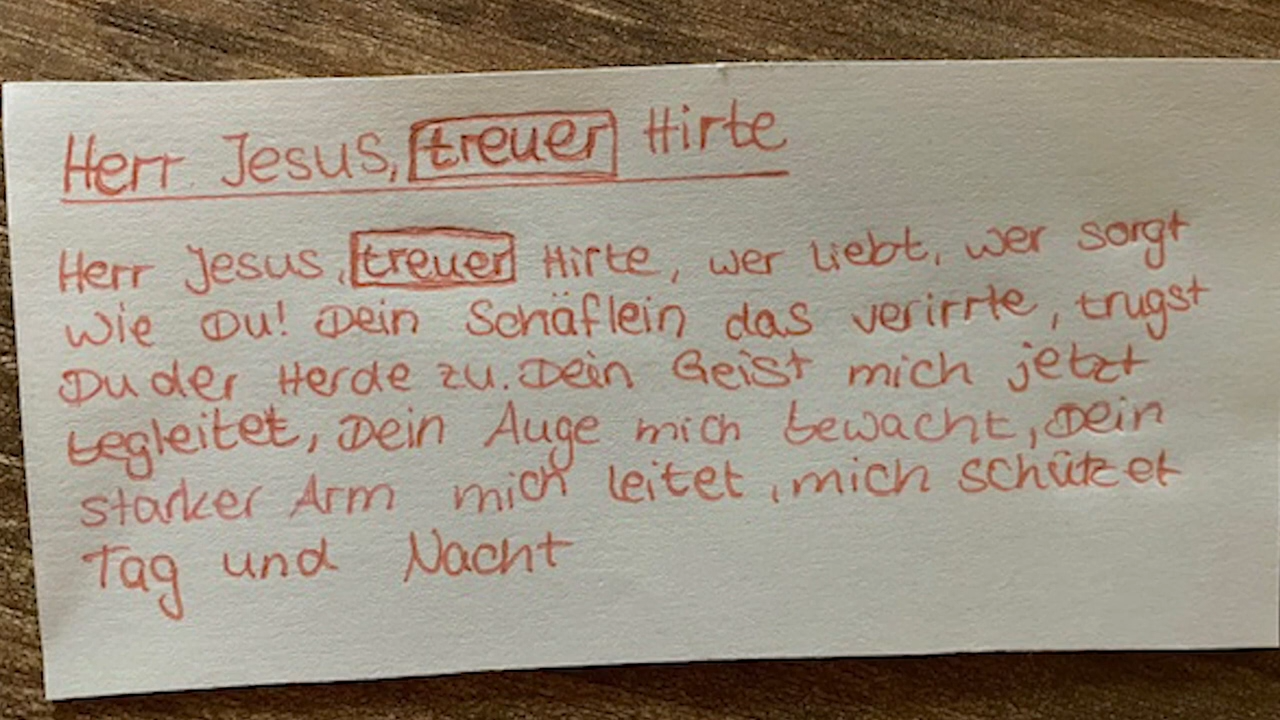 Herr Jesus, treuer Hirte
Herr Jesus, treuer Hirte, wer liebt, wer sorgt
wie Du! Dein Schäflein das verirrte, trugst
Du der Herde zu. Dein Geist mich jetzt
begleitet, Dein Auge mich bewacht, Dein
starker Arm mich leitet, mich schützet
Tag und Nacht